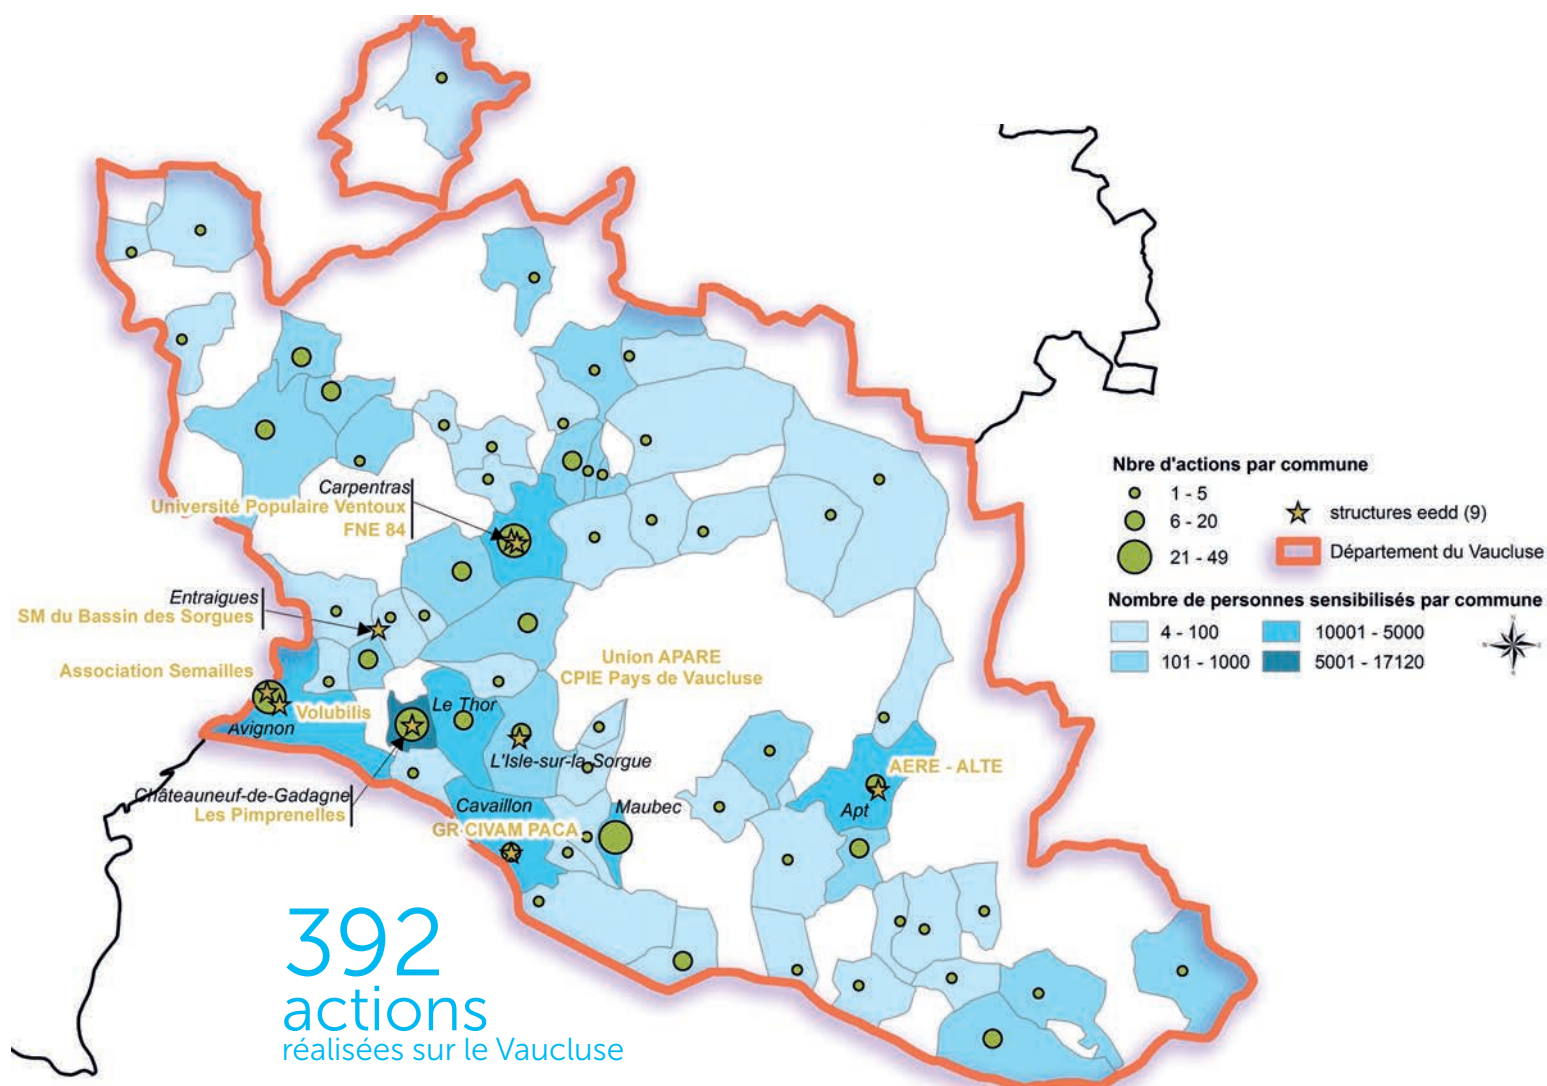 Carpentras
Université Populaire Ventoux
FNE 84
Entraigues
SM du Bassin des Sorgues
Association Semailles
Volubilis
Avignon
Le Thor
Union APARE
CPIE Pays de Vaucluse
L'Isle-sur-la-Sorgue
Châteauneuf-de-Gadagne
Les Pimprenelles
Cavaillon
GR CIVAM PACA
Maubec
AERE - ALTE
Apt
392
actions
réalisées sur le Vaucluse
Nbre d'actions par commune
1 - 5
6 - 20
21 - 49
structures eedd (9)
Département du Vaucluse
Nombre de personnes sensibilisés par commune
4 - 100
10001 - 5000
101 - 1000
5001 - 17120